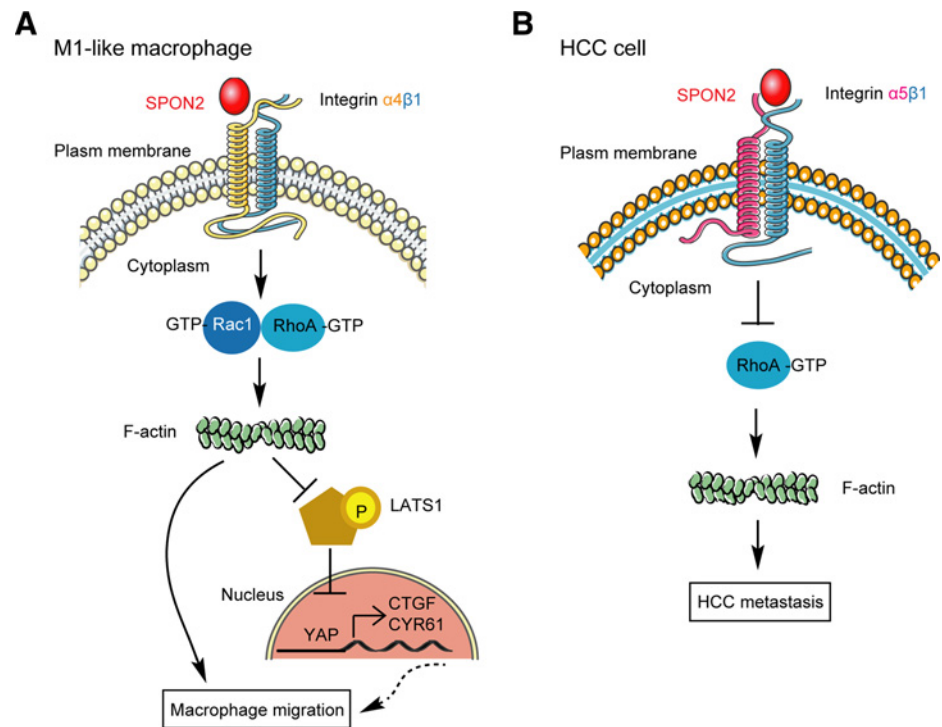 A
M1-like macrophage
SPON2
Integrin α4β1
Plasm membrane
Cytoplasm
GTP- Rac1 RhoA -GTP
F-actin
P
LATS1
Nucleus
CTGF
CYR61
YAP
Macrophage migration
B
HCC cell
SPON2
Integrin α5β1
Plasm membrane
Cytoplasm
RhoA -GTP
F-actin
HCC metastasis